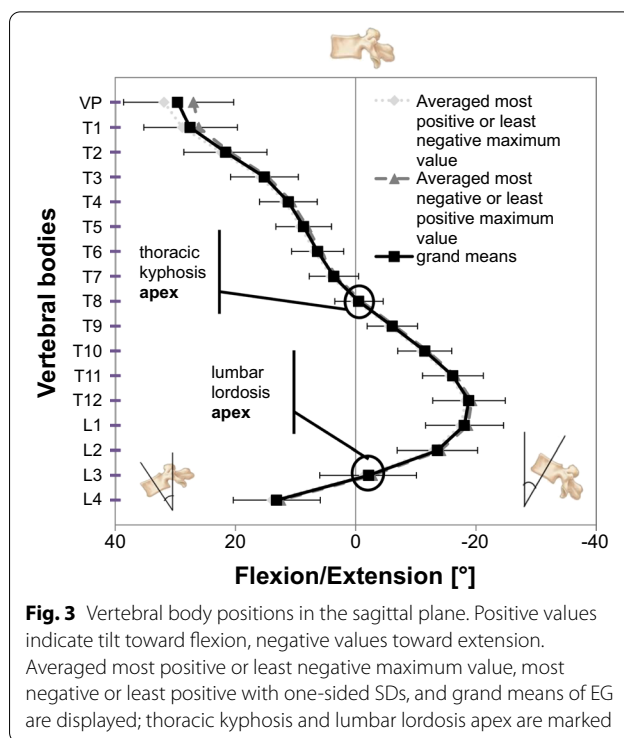 VP
T1
T2
T3
T4
T5
T6
T7
T8
T9
T10
T11
T12
L1
L2
L3
L4
Vertebral bodies
Averaged most
positive or least
negative maximum
value
Averaged most
negative or least
positive maximum
value
grand means
thoracic
kyphosis
apex
lumbar
lordosis
apex
40 20 0 -20 -40
Flexion/Extension [°]
Fig. 3 Vertebral body positions in the sagittal plane. Positive values
indicate tilt toward flexion, negative values toward extension.
Averaged most positive or least negative maximum value, most
negative or least positive with one-sided SDs, and grand means of EG
are displayed; thoracic kyphosis and lumbar lordosis apex are marked